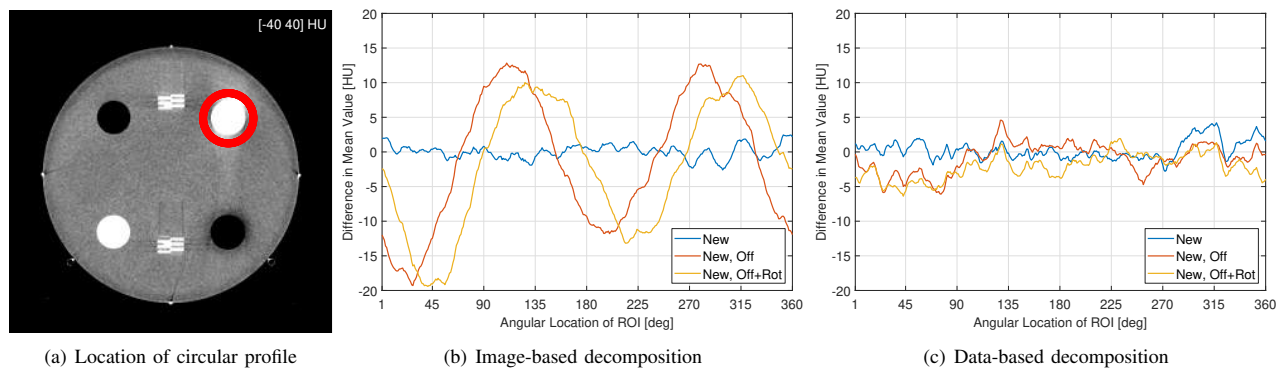 [-40 40] HU
(a) Location of circular profile
20
15
10
5
0
-5
-10
-15
-20
Difference in Mean Value [HU]
1 45 90 135 180 225 270 315 360
Angular Location of ROI [deg]
New
New, Off
New, Off+Rot
(b) Image-based decomposition
20
15
10
5
0
-5
-10
-15
-20
Difference in Mean Value [HU]
1 45 90 135 180 225 270 315 360
Angular Location of ROI [deg]
New
New, Off
New, Off+Rot
(c) Data-based decomposition